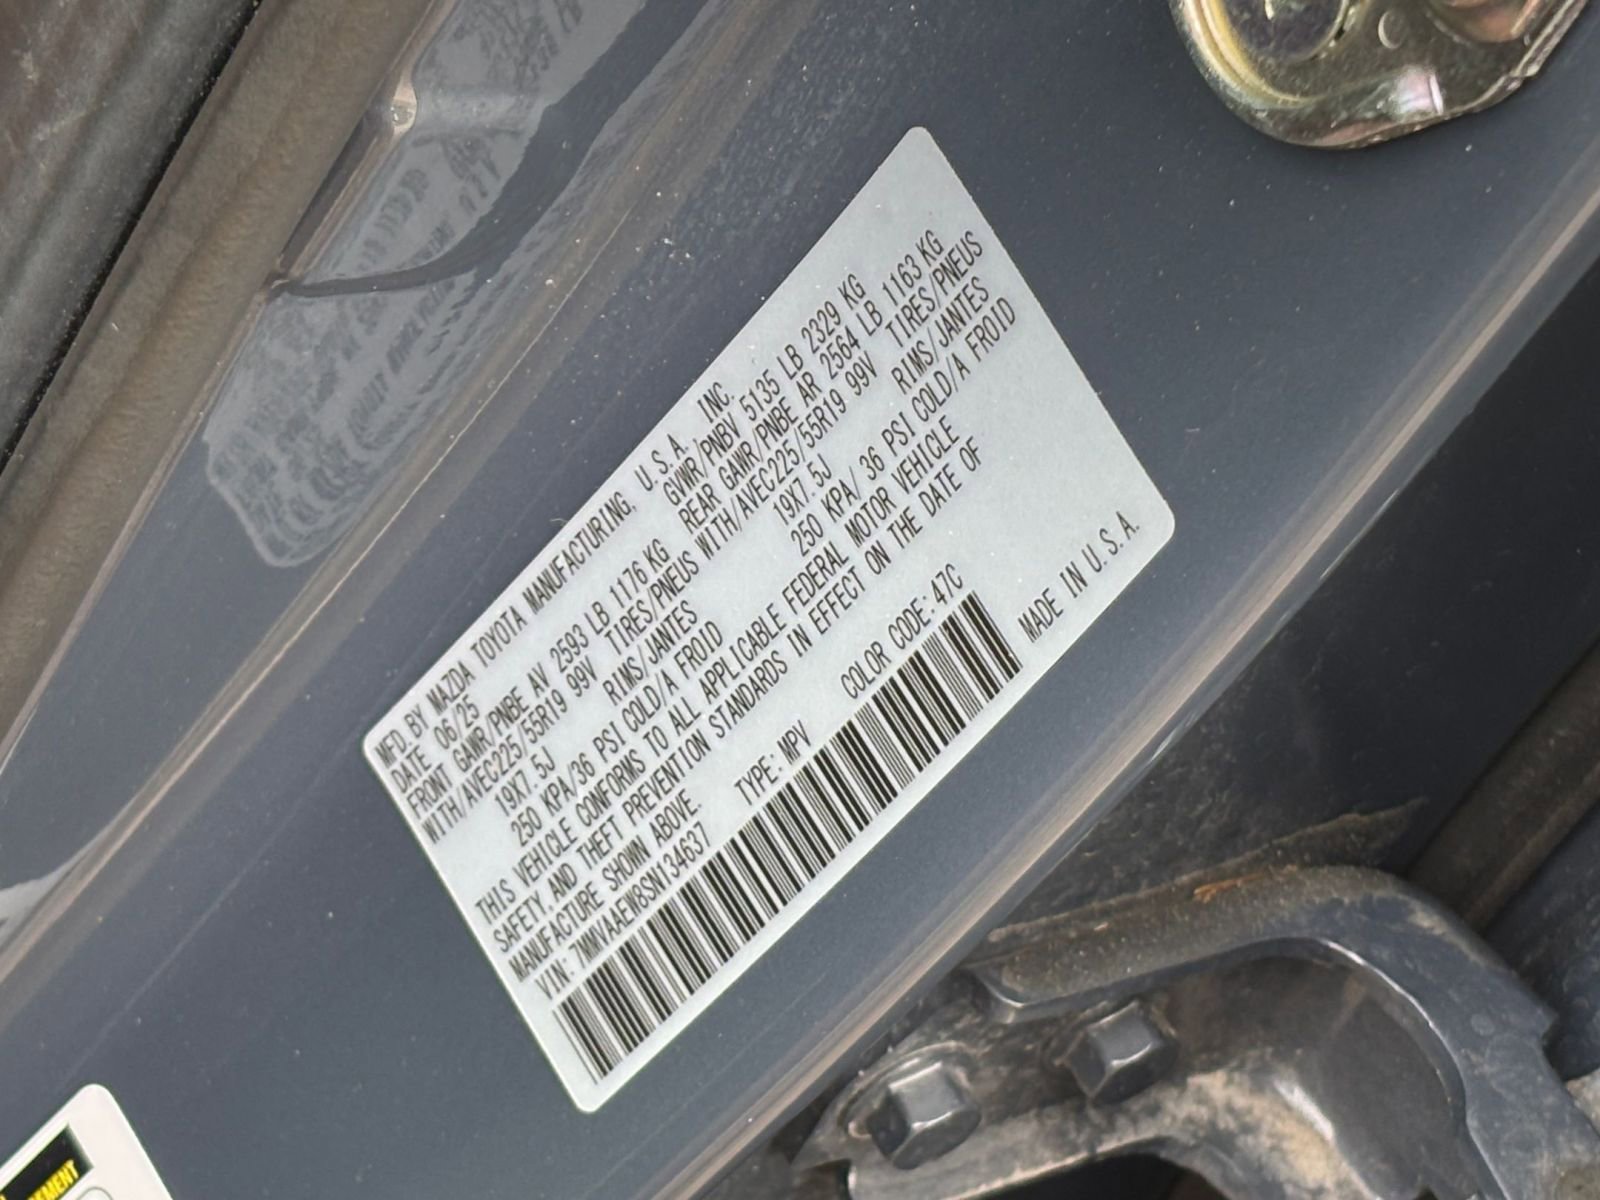 MFD. BY MAZDA TOYOTA MANUFACTURING, U.S.A. INC.
DATE 06/25 GVWR/PNBV 5135 LB 2329 KG
FRONT GAWR/PNBE AV 2593 LB 1176 KG REAR GAWR/PNBE AR 2564 LB 1163 KG
WITH/AVEC225/55R19 99V TIRES/PNEUS WITH/AVEC225/55R19 99V TIRES/PNEUS
19X7.5J RIMS/JANTES 19X7.5J RIMS/JANTES
250 KPA/36 PSI COLD/A FROID 250 KPA/ 36 PSI COLD/A FROID
THIS VEHICLE CONFORMS TO ALL APPLICABLE FEDERAL MOTOR VEHICLE
SAFETY, AND THEFT PREVENTION STANDARDS IN EFFECT ON THE DATE OF
MANUFACTURE SHOWN ABOVE.
VIN: 7MMVAAEW8SN134637 TYPE: MPV COLOR CODE: 47C
MADE IN U.S.A.